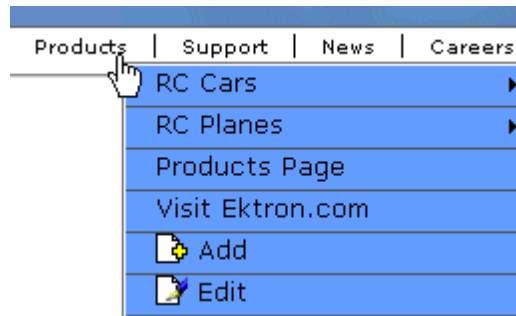 Products | Support | News | Careers
RC Cars
RC Planes
Products Page
Visit Ektron.com
Add
Edit